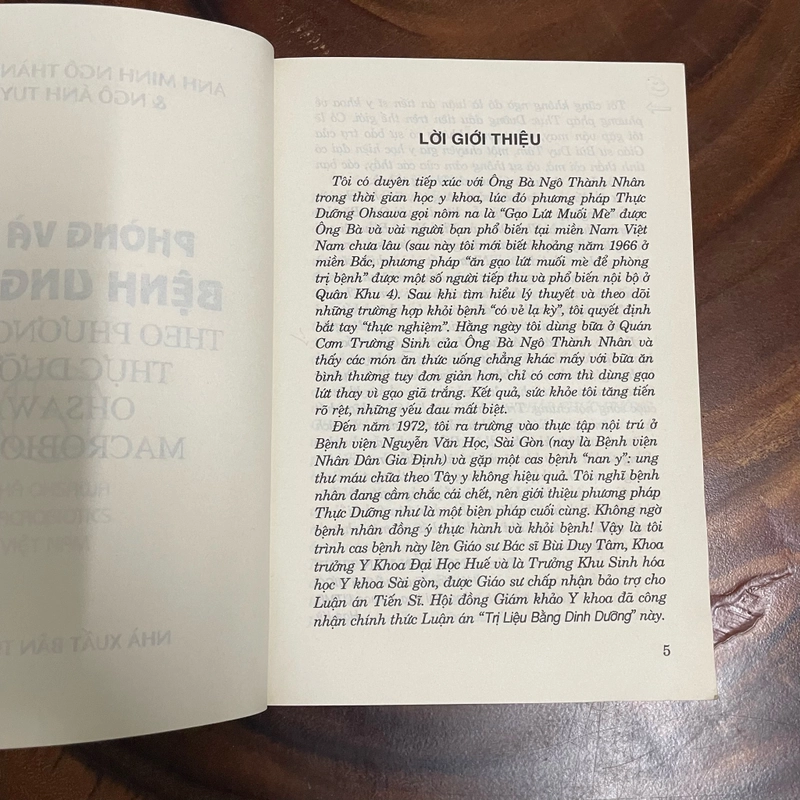 LỜI GIỚI THIỆU
Tôi có duyên tiếp xúc với Ông Bà Ngô Thành Nhân
trong thời gian học y khoa, lúc đó phương pháp Thực
Dưỡng Ohsawa gọi nôm na là “Gạo Lứt Muối Mè” được
Ông Bà và vài người bạn phổ biến tại miền Nam Việt
Nam chưa lâu (sau này tôi mới biết khoảng năm 1966 ở
miền Bắc, phương pháp “ăn gạo lứt muối mè để phòng
trị bệnh” được một số người tiếp thu và phổ biến nội bộ ở
Quân Khu 4). Sau khi tìm hiểu lý thuyết và theo dõi
những trường hợp khỏi bệnh “có vẻ lạ kỳ”, tôi quyết định
bắt tay “thực nghiệm”. Hằng ngày tôi dùng bữa ở Quán
Cơm Trường Sinh của Ông Bà Ngô Thành Nhân và
thấy các món ăn thức uống chẳng khác mấy với bữa ăn
bình thường tuy đơn giản hơn, chỉ có cơm thì dùng gạo
lứt thay vì gạo giã trắng. Kết quả, sức khỏe tôi tăng tiến
rõ rệt, những yếu đau mất biệt.
Đến năm 1972, tôi ra trường vào thực tập nội trú ở
Bệnh viện Nguyễn Văn Học, Sài Gòn (nay là Bệnh viện
Nhân Dân Gia Định) và gặp một cas bệnh “nan y”: ung
thư máu chữa theo Tây y không hiệu quả. Tôi nghĩ bệnh
nhân đang cầm chắc cái chết, nên giới thiệu phương pháp
Thực Dưỡng như là một biện pháp cuối cùng. Không ngờ
bệnh nhân đồng ý thực hành và khỏi bệnh! Vậy là tôi
trình cas bệnh này lên Giáo sư Bác sĩ Bùi Duy Tâm, Khoa
trưởng Y Khoa Đại Học Huế và là Trưởng Khu Sinh hóa
học Y khoa Sài gòn, được Giáo sư chấp nhận bảo trợ cho
Luận án Tiến Sĩ. Hội đồng Giám khảo Y khoa đã công
nhận chính thức Luận án “Trị Liệu Bằng Dinh Dưỡng” này.
5